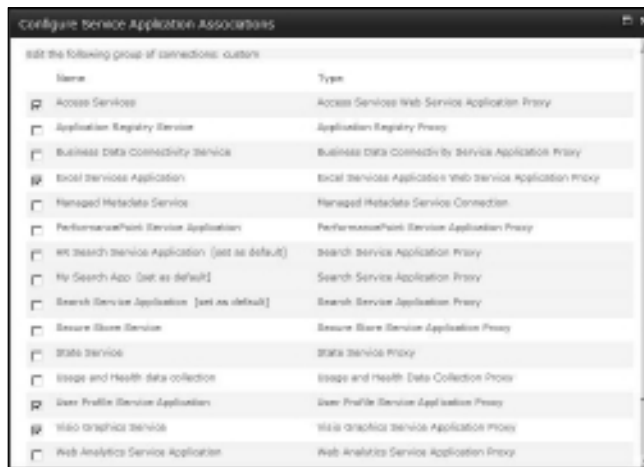 Configure Service Application Associations
Edit the following group of connections: custom
Name Type
Access Services Access Services Web Service Application Proxy
Application Registry Service Application Registry Proxy
Business Data Connectivity Service Business Data Connectivity Service Application Proxy
Excel Services Application Excel Services Application Web Service Application Proxy
Managed Metadata Service Managed Metadata Service Connection
PerformancePoint Service Application PerformancePoint Service Application Proxy
HR Search Service Application [set as default] Search Service Application Proxy
My Search App [set as default] Search Service Application Proxy
Search Service Application [set as default] Search Service Application Proxy
Secure Store Service Secure Store Service Application Proxy
State Service State Service Proxy
Usage and Health data collection Usage and Health Data Collection Proxy
User Profile Service Application User Profile Service Application Proxy
Visio Graphics Service Visio Graphics Service Application Proxy
Web Analytics Service Application Web Analytics Service Application Proxy